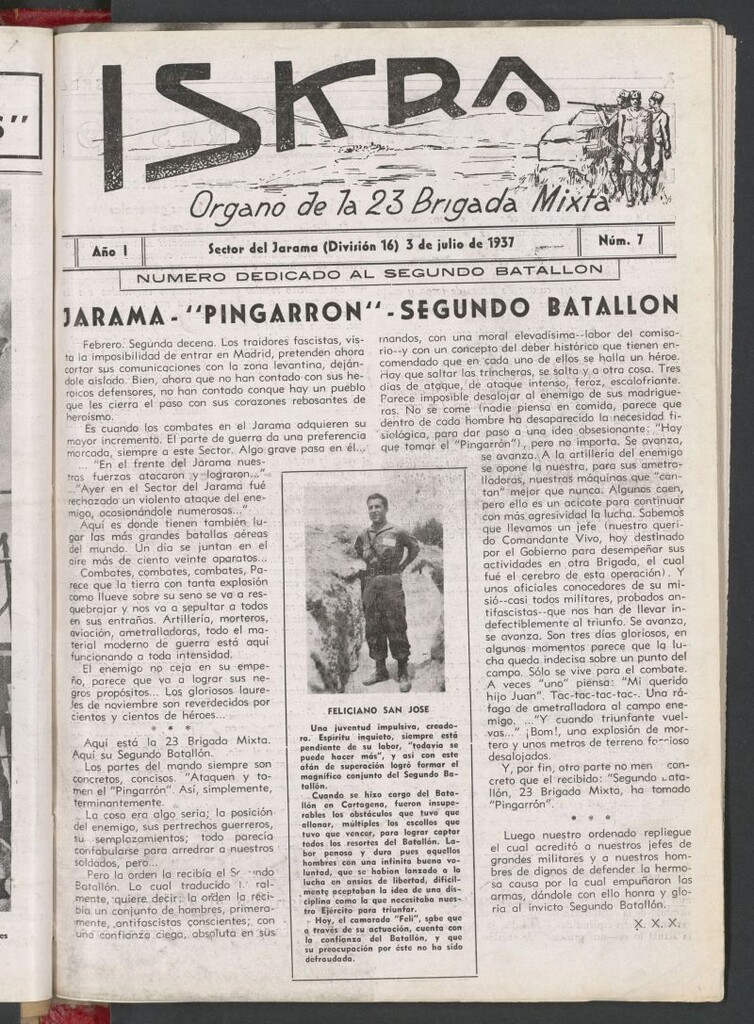 ISKRA
Organo de la 23 Brigada Mixta
Año I
Sector del Jarama (División 16) 3 de julio de 1937
Núm. 7
NUMERO DEDICADO AL SEGUNDO BATALLON
JARAMA - "PINGARRON" - SEGUNDO BATALLON
Febrero. Segunda decena. Los traidores fascistas, vis-
ta la imposibilidad de entrar en Madrid, pretenden ahora
cortar sus comunicaciones con la zona levantina, deján-
dole aislado. Bien, ahora que no han contado con sus he-
roicos defensores, no han contado conque hay un pueblo
que les cierra el paso con sus corazones rebosantes de
heroísmo.
Es cuando los combates en el Jarama adquieren su
mayor incremento. El parte de guerra da una preferencia
marcada, siempre a este Sector. Algo grave pasa en él...
... "En el frente del Jarama nues-
tras fuerzas atacaron y lograron..."
..."Ayer en el Sector del Jarama fué
rechazado un violento ataque del ene-
migo, ocasionándole numerosas..."
Aquí es donde tienen también lu-
gar las más grandes batallas aéreas
del mundo. Un día se juntan en el
aire más de ciento veinte aparatos...
Combates, combates, combates, Pa-
rece que la tierra con tanta explosión
como llueve sobre su seno se va a res-
quebrajar y nos va a sepultar a todos
en sus entrañas. Artillería, morteros,
aviación, ametralladoras, todo el ma-
terial moderno de guerra está aquí
funcionando a toda intensidad.
El enemigo no ceja en su empe-
ño, parece que va a lograr sus ne-
gros propósitos... Los gloriosos laure-
les de noviembre son reverdecidos por
cientos y cientos de héroes...
* * *
Aquí está la 23 Brigada Mixta.
Aquí su Segundo Batallón.
Los partes del mando siempre son
concretos, concisos. "Ataquen y to-
men el "Pingarrón". Así, simplemente,
terminantemente.
La cosa era algo seria; la posición
del enemigo, sus pertrechos guerreros,
su emplazamientos; todo parecía
confabularse para arredrar a nuestros
soldados, pero...
Pero la orden la recibía el Se undo
Batallón. Lo cual traducido l ralmente,
mente, quiere decir: la orden la reci-
bía un conjunto de hombres, primera-
mente, antifascistas conscientes; con
una confianza ciega, absoluta en sus
FELICIANO SAN JOSE
Una juventud impulsiva, creado-
ra. Espíritu inquieto, siempre está
pendiente de su labor, "todavía se
puede hacer más", y así con este
afán de superación logró formar el
magnífico conjunto del Segundo Ba-
tallón.
Cuando se hizo cargo del Bata-
llón en Cartagena, fueron insupera-
bles los obstáculos que tuvo que
allanar, múltiples los escollos que
tuvo que vencer, para lograr captar
todos los resortes del Batallón. La-
bor penosa y dura pues aquellos
hombres con una infinita buena vo-
luntad, que se habían lanzado a la
lucha en ansias de libertad, difícil-
mente aceptaban la idea de una dis-
ciplina como la que necesitaba nues-
tro Ejército para triunfar.
Hoy, el camarada "Feli", sabe que
a través de su actuación, cuenta con
la confianza del Batallón, y que
su preocupación por éste no ha sido
defraudada.
mandos, con una moral elevadísima--labor del comisa-
rio--y con un concepto del deber histórico que tienen en-
comendado que en cada uno de ellos se halla un héroe.
Hay que saltar las trincheras, se salta y a otra cosa. Tres
días de ataque, de ataque intenso, feroz, escalofriante.
Parece imposible desalojar al enemigo de sus madrigue-
ras. No se come (nadie piensa en comida, parece que
dentro de cada hombre ha desaparecido la necesidad fi-
siológica, para dar paso a una idea obsesionante: "Hay
que tomar el "Pingarrón"), pero no importa. Se avanza,
se avanza. A la artillería del enemigo
se opone la nuestra, para sus ametra-
lladoras, nuestras máquinas que "can-
tan" mejor que nunca. Algunos caen,
pero ello es un acicate para continuar
con más agresividad la lucha. Sabemos
que llevamos un jefe (nuestro queri-
do Comandante Vivo, hoy destinado
por el Gobierno para desempeñar sus
actividades en otra Brigada, el cual
fué el cerebro de esta operación). Y
unos oficiales conocedores de su mi-
sió--casi todos militares, probados an-
tifascistas--que nos han de llevar in-
defectiblemente al triunfo. Se avanza,
se avanza. Son tres días gloriosos, en
algunos momentos parece que la lu-
cha queda indecisa sobre un punto del
campo. Sólo se vive para el combate.
A veces "uno" piensa: "Mi querido
hijo Juan". Tac-tac-tac-tac-. Una rá-
faga de ametralladora al campo ene-
migo. ..."Y cuando triunfante vuel-
vas..." ¡Bom!, una explosión de mor-
tero y unos metros de terreno faccioso
desalojados.
Y, por fin, otro parte no men con-
creto que el recibido: "Segundo Bata-
llón, 23 Brigada Mixta, ha tomado
"Pingarrón".
* * *
Luego nuestro ordenado repliegue
el cual acreditó a nuestros jefes de
grandes militares y a nuestros hom-
bres de dignos de defender la hermo-
sa causa por la cual empuñaron las
armas, dándole con ello honra y glo-
ria al invicto Segundo Batallón.
X. X. X.